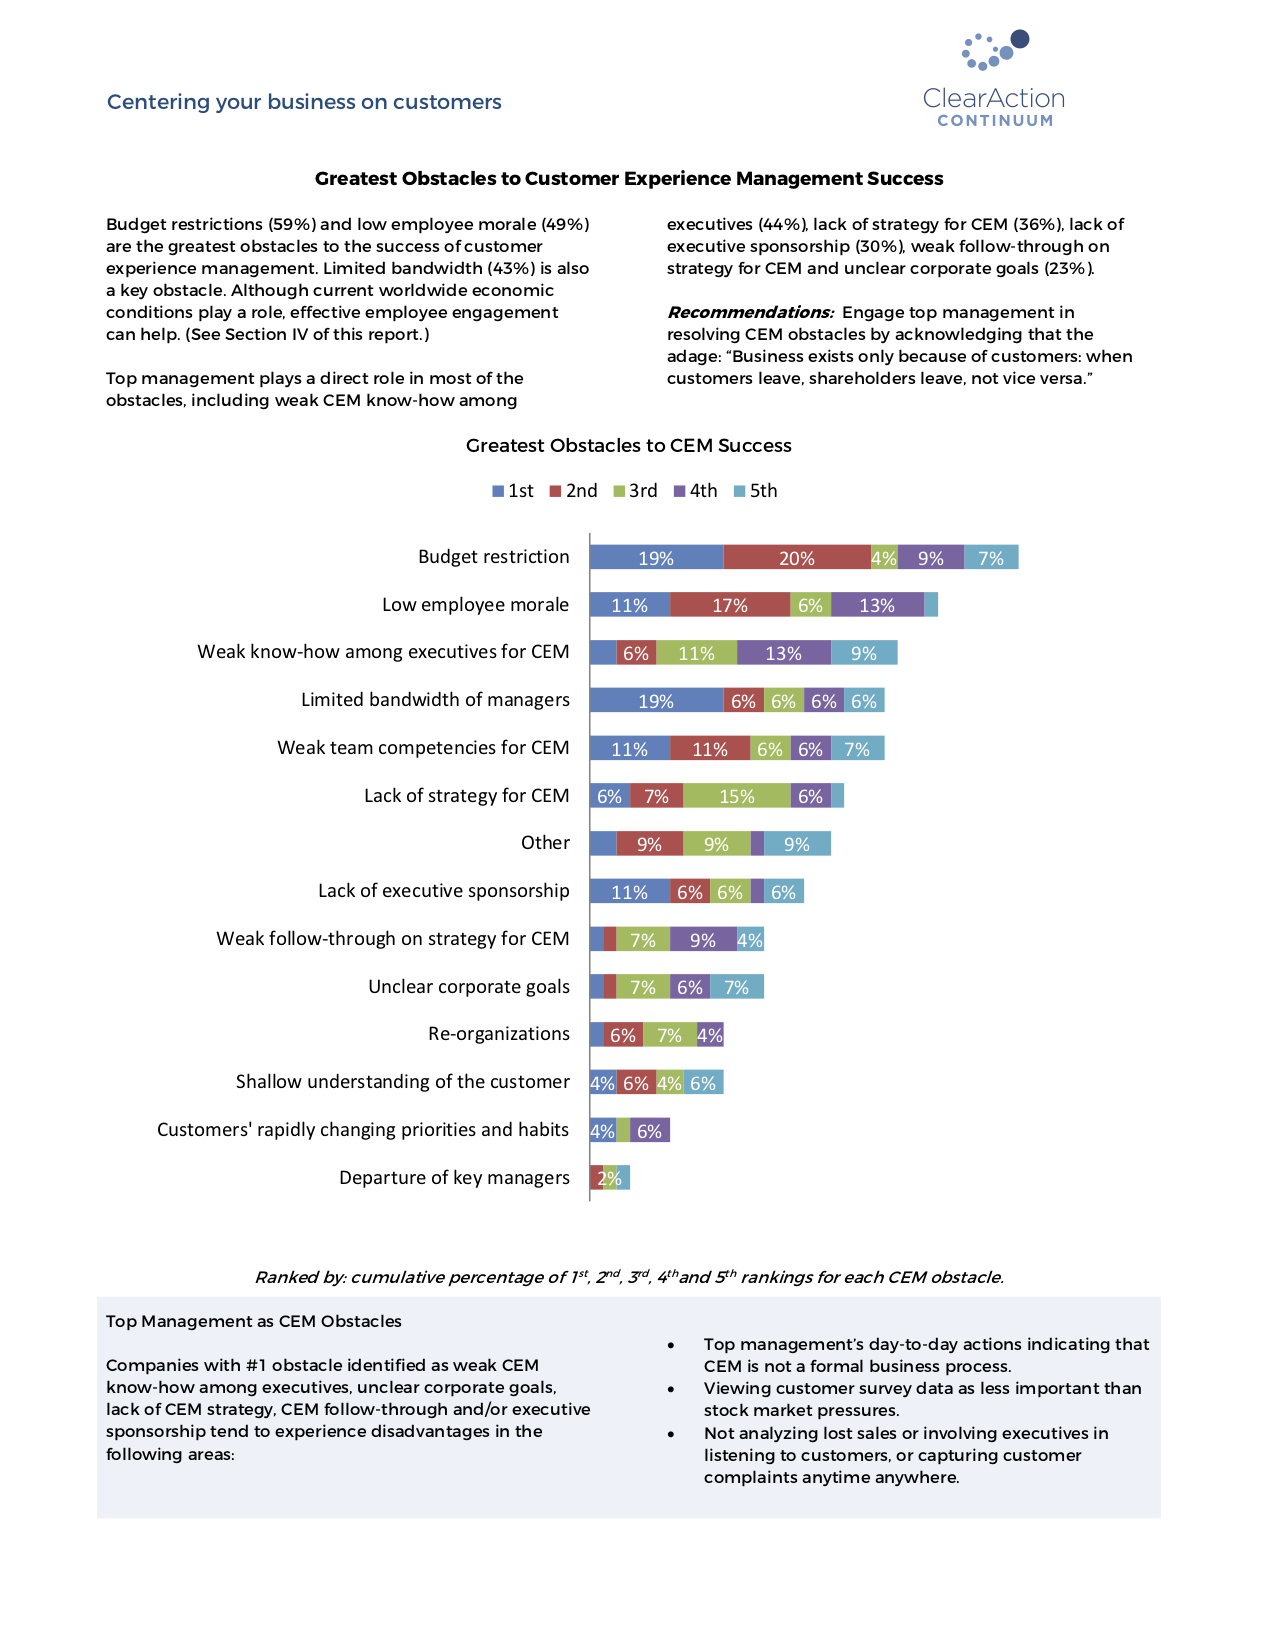 Centering your business on customers
ClearAction
CONTINUUM
Greatest Obstacles to Customer Experience Management Success
Budget restrictions (59%) and low employee morale (49%)
are the greatest obstacles to the success of customer
experience management. Limited bandwidth (43%) is also
a key obstacle. Although current worldwide economic
conditions play a role, effective employee engagement
can help. (See Section IV of this report.)
Top management plays a direct role in most of the
obstacles, including weak CEM know-how among
executives (44%), lack of strategy for CEM (36%), lack of
executive sponsorship (30%), weak follow-through on
strategy for CEM and unclear corporate goals (23%).
Recommendations: Engage top management in
resolving CEM obstacles by acknowledging that the
adage: “Business exists only because of customers: when
customers leave, shareholders leave, not vice versa.”
Greatest Obstacles to CEM Success
1st 2nd 3rd 4th 5th
Budget restriction 19% 20% 4% 9% 7%
Low employee morale 11% 17% 6% 13%
Weak know-how among executives for CEM 6% 11% 13% 9%
Limited bandwidth of managers 19% 6% 6% 6% 6%
Weak team competencies for CEM 11% 11% 6% 6% 7%
Lack of strategy for CEM 6% 7% 15% 6%
Other 9% 9% 9%
Lack of executive sponsorship 11% 6% 6% 6%
Weak follow-through on strategy for CEM 7% 9% 4%
Unclear corporate goals 7% 6% 7%
Re-organizations 6% 7% 4%
Shallow understanding of the customer 4% 6% 4% 6%
Customers' rapidly changing priorities and habits 4% 6%
Departure of key managers 2%
Ranked by: cumulative percentage of 1st, 2nd, 3rd, 4thand 5th rankings for each CEM obstacle.
Top Management as CEM Obstacles
Companies with #1 obstacle identified as weak CEM
know-how among executives, unclear corporate goals,
lack of CEM strategy, CEM follow-through and/or executive
sponsorship tend to experience disadvantages in the
following areas:
• Top management’s day-to-day actions indicating that
CEM is not a formal business process.
• Viewing customer survey data as less important than
stock market pressures.
• Not analyzing lost sales or involving executives in
listening to customers, or capturing customer
complaints anytime anywhere.